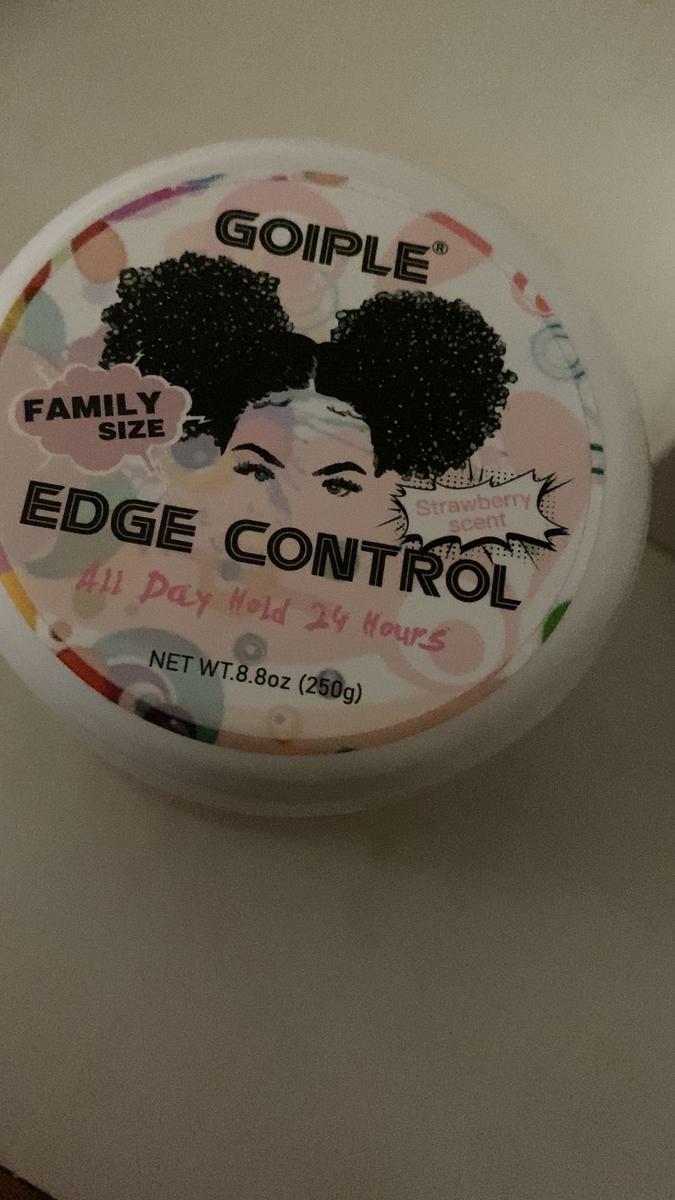 GOIPLE®
FAMILY
SIZE
Strawberry
scent
EDGE CONTROL
All Day Hold 24 Hours
NET WT.8.8oz (250g)